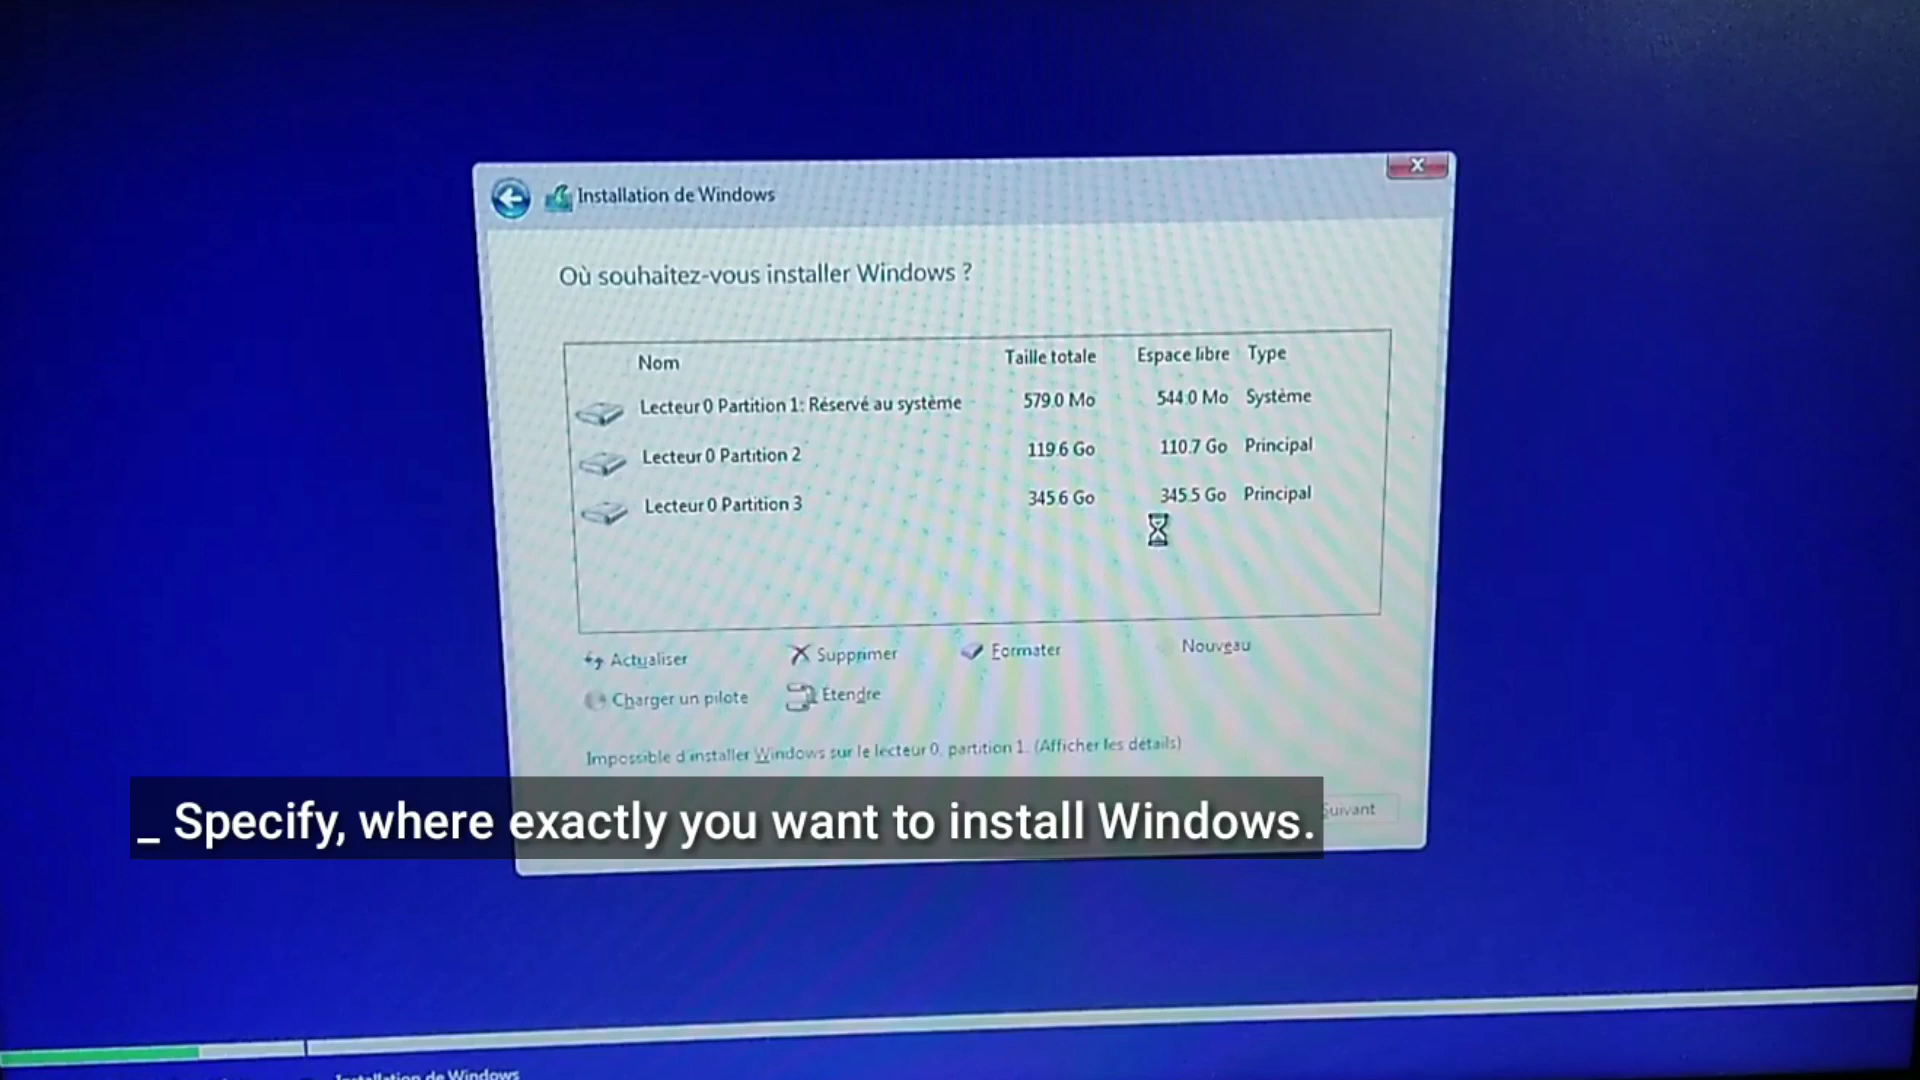 Installation de Windows
Où souhaitez-vous installer Windows ?
Nom Taille totale Espace libre Type
Lecteur 0 Partition 1: Réservé au système 579.0 Mo 544.0 Mo Système
Lecteur 0 Partition 2 119.6 Go 110.7 Go Principal
Lecteur 0 Partition 3 345.6 Go 345.5 Go Principal
Actualiser Supprimer Formater Nouveau
Charger un pilote Étendre
Impossible d'installer Windows sur le lecteur 0, partition 1. (Afficher les détails)
_ Specify, where exactly you want to install Windows.
Suivant
Installation de Windows